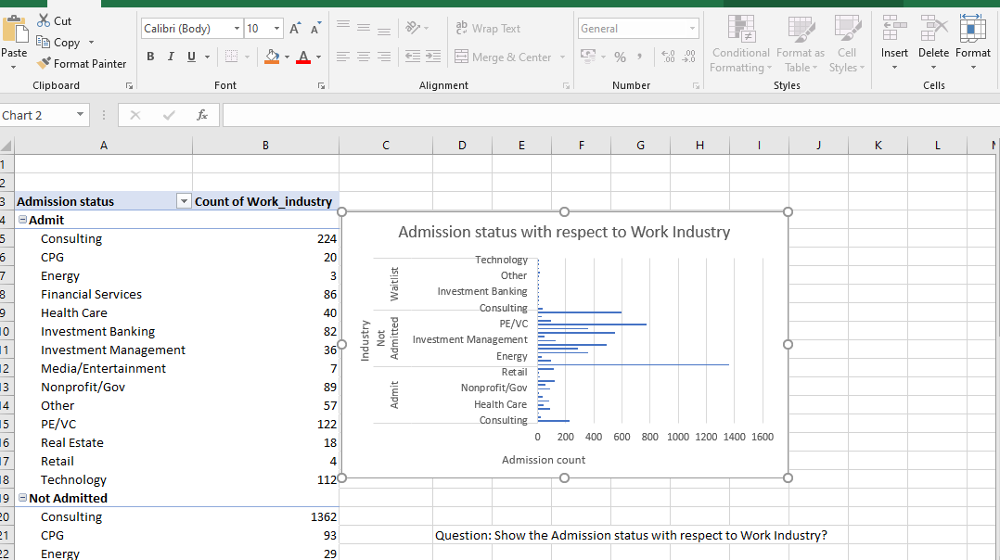 Cut
Copy
Paste
Format Painter
Clipboard
Calibri (Body) 10 A A
B I U A
Font
ab Wrap Text
Merge & Center
Alignment
General
% , .0 .00
Number
Conditional Formatting
Format as Table
Cell Styles
Styles
Insert Delete Format
Cells
Chart 2 fx
A B C D E F G H I J K L
1
2
3 Admission status Count of Work_industry
4 Admit
5 Consulting 224
6 CPG 20
7 Energy 3
8 Financial Services 86
9 Health Care 40
10 Investment Banking 82
11 Investment Management 36
12 Media/Entertainment 7
13 Nonprofit/Gov 89
14 Other 57
15 PE/VC 122
16 Real Estate 18
17 Retail 4
18 Technology 112
19 Not Admitted
20 Consulting 1362
21 CPG 93
22 Energy 29
Admission status with respect to Work Industry
Industry
Waitlist
Not Admitted
Admit
Technology
Other
Investment Banking
Consulting
PE/VC
Investment Management
Energy
Retail
Nonprofit/Gov
Health Care
Consulting
0 200 400 600 800 1000 1200 1400 1600
Admission count
Question: Show the Admission status with respect to Work Industry?